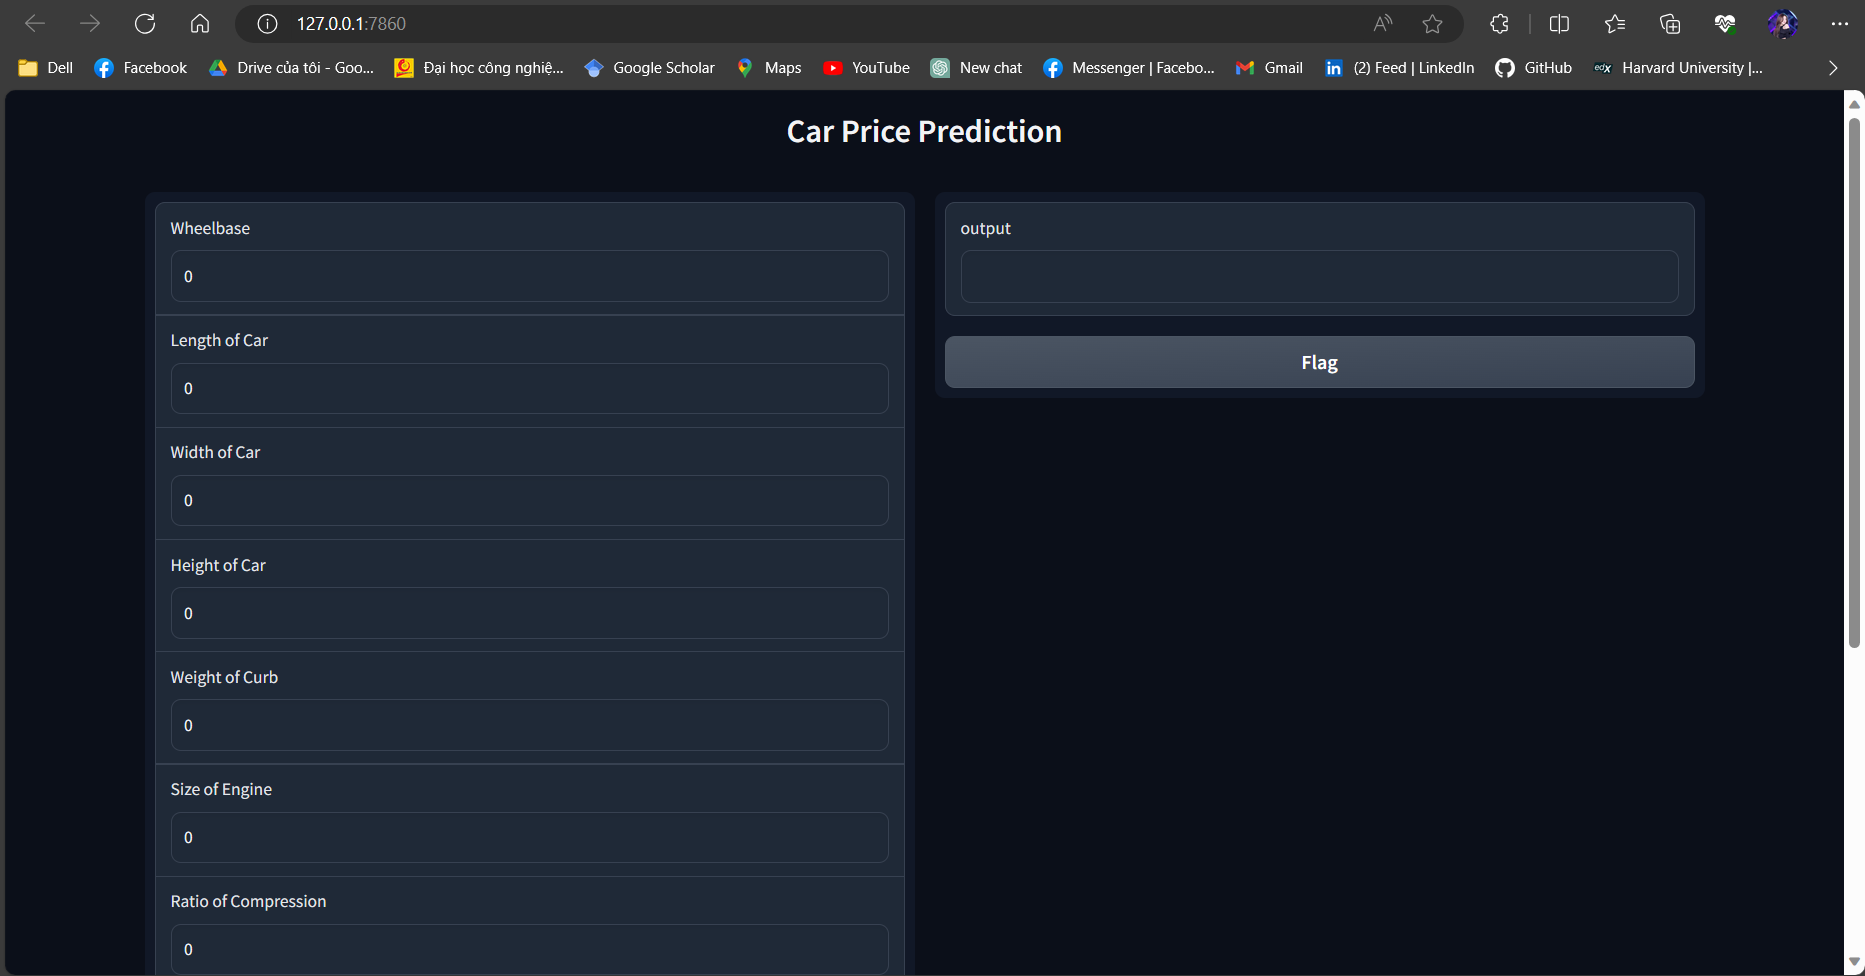 127.0.0.1:7860
Dell Facebook Drive của tôi - Goo... Đại học công nghiệ... Google Scholar Maps YouTube New chat Messenger | Facebo... Gmail (2) Feed | LinkedIn GitHub edX Harvard University |...
Car Price Prediction
Wheelbase
0
Length of Car
0
Width of Car
0
Height of Car
0
Weight of Curb
0
Size of Engine
0
Ratio of Compression
0
output
Flag